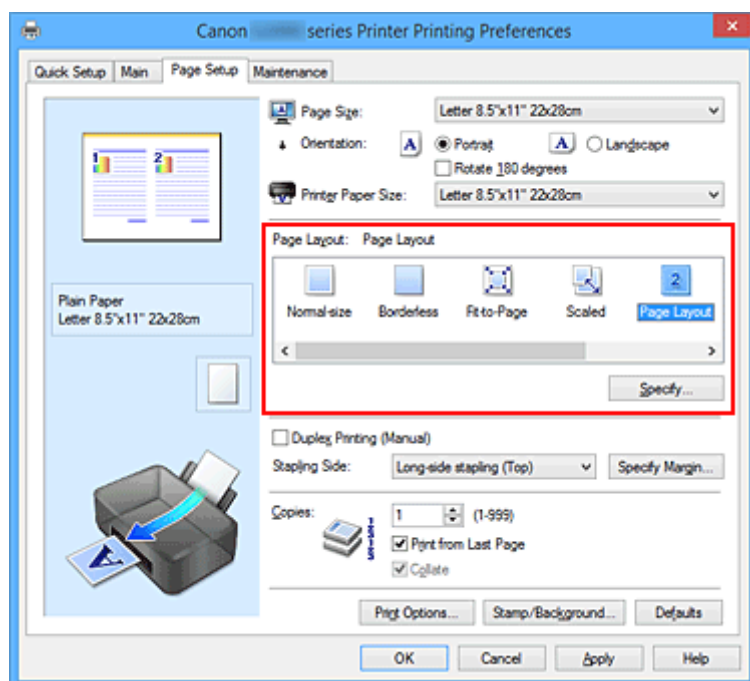 Canon series Printer Printing Preferences
Quick Setup Main Page Setup Maintenance
Page Size: Letter 8.5"x11" 22x28cm
Orientation: A Portrait A Landscape
Rotate 180 degrees
Printer Paper Size: Letter 8.5"x11" 22x28cm
1 2
Page Layout: Page Layout
2
Normal-size Borderless Fit-to-Page Scaled Page Layout
Plain Paper
Letter 8.5"x11" 22x28cm
Specify...
Duplex Printing (Manual)
Stapling Side: Long-side stapling (Top) Specify Margin...
Copies: 1 (1-999)
Print from Last Page
Collate
A
Print Options... Stamp/Background... Defaults
OK Cancel Apply Help